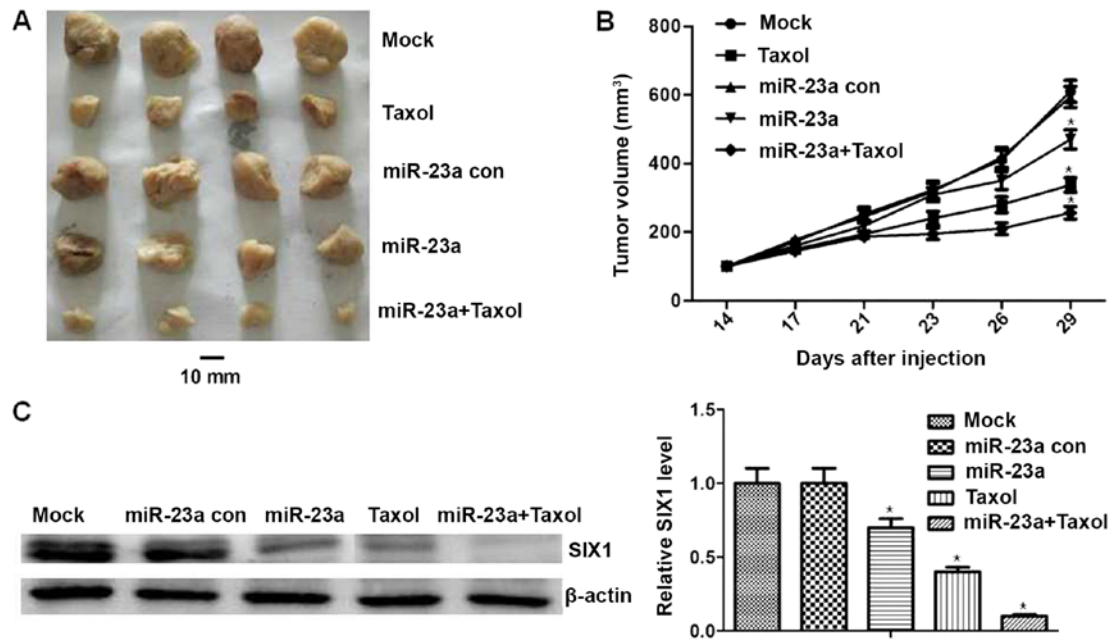 A
Mock
Taxol
miR-23a con
miR-23a
miR-23a+Taxol
10 mm
B
Tumor volume (mm³)
800
600
400
200
0
Mock
Taxol
miR-23a con
miR-23a
miR-23a+Taxol
*
*
*
14 17 21 23 26 29
Days after injection
C
Mock miR-23a con miR-23a Taxol miR-23a+Taxol
SIX1
β-actin
Relative SIX1 level
1.5
1.0
0.5
0.0
Mock
miR-23a con
miR-23a
Taxol
miR-23a+Taxol
*
*
*